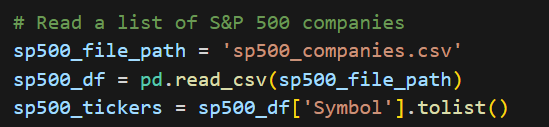 # Read a list of S&P 500 companies
sp500_file_path = 'sp500_companies.csv'
sp500_df = pd.read_csv(sp500_file_path)
sp500_tickers = sp500_df['Symbol'].tolist()